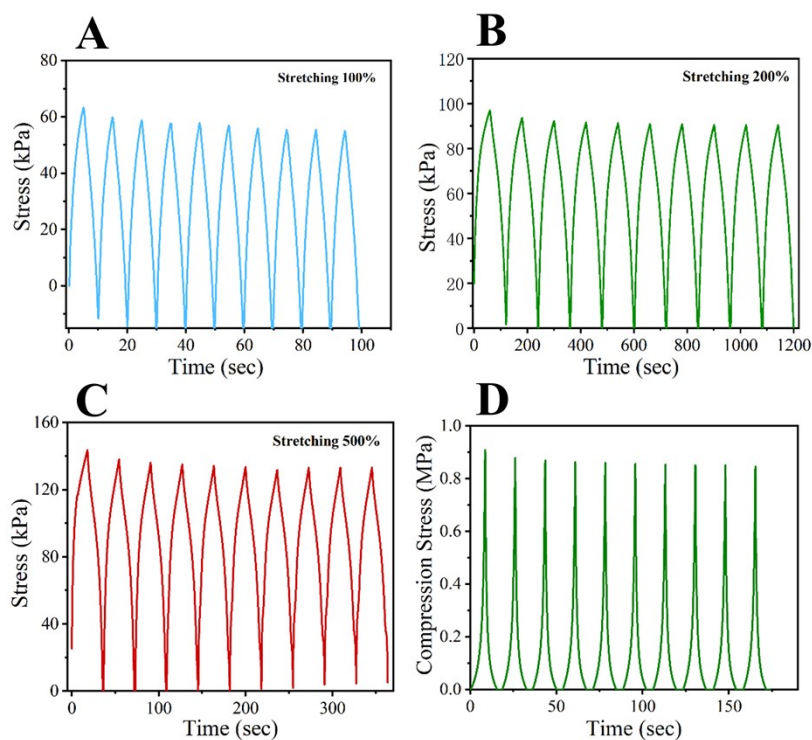 A
Stretching 100%
80
60
40
20
0
Stress (kPa)
0 20 40 60 80 100
Time (sec)
B
Stretching 200%
120
100
80
60
40
20
0
Stress (kPa)
0 200 400 600 800 1000 1200
Time (sec)
C
Stretching 500%
160
120
80
40
0
Stress (kPa)
0 100 200 300
Time (sec)
D
1.0
0.8
0.6
0.4
0.2
0.0
Compression Stress (MPa)
0 50 100 150
Time (sec)